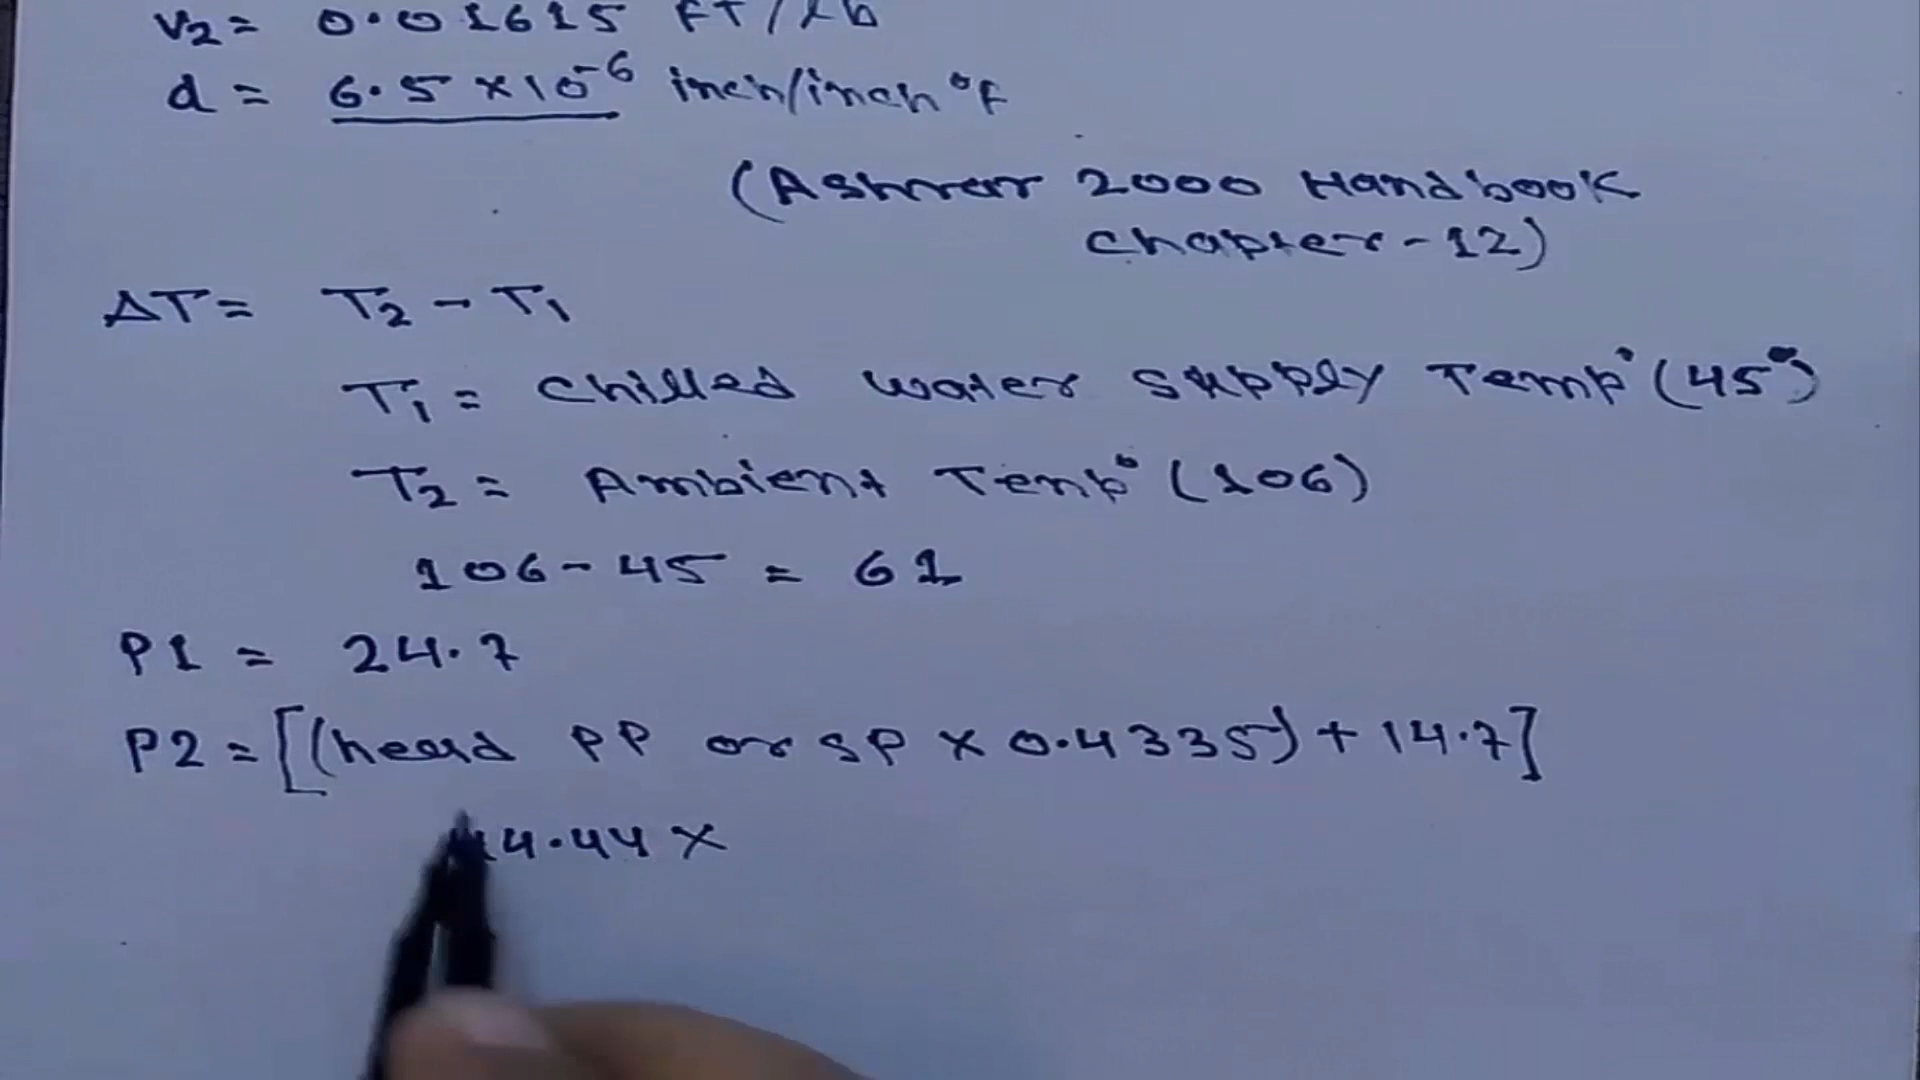 V2 = 0.01615 FT/lb
α = 6.5 × 10⁻⁶ inch/inch °F
(Ashrae 2000 Handbook
Chapter - 12)
ΔT = T₂ - T₁
T₁ = Chilled water supply Temp° (45°)
T₂ = Ambient Temp° (106)
106 - 45 = 61
P1 = 24.7
P2 = [(head PP or SP × 0.4335) + 14.7]
4.44 ×